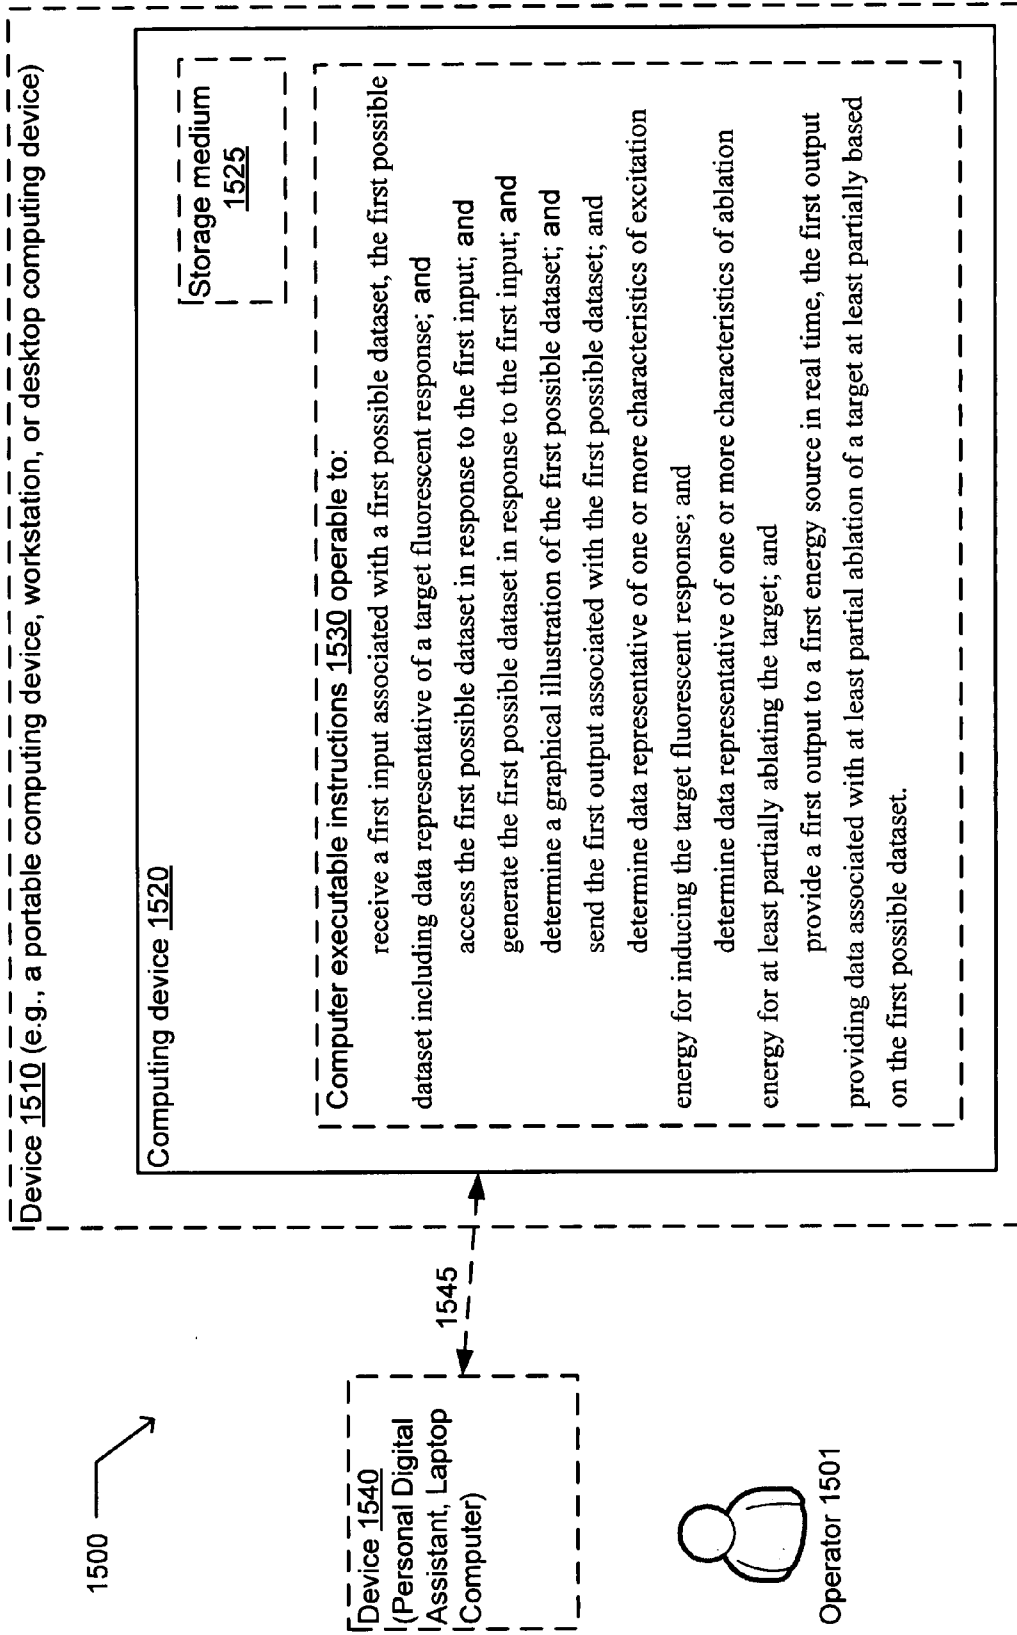 1500
Device 1510 (e.g., a portable computing device, workstation, or desktop computing device)
Computing device 1520
Storage medium
1525
Computer executable instructions 1530 operable to:
receive a first input associated with a first possible dataset, the first possible
dataset including data representative of a target fluorescent response; and
access the first possible dataset in response to the first input; and
generate the first possible dataset in response to the first input; and
determine a graphical illustration of the first possible dataset; and
send the first output associated with the first possible dataset; and
determine data representative of one or more characteristics of excitation
energy for inducing the target fluorescent response; and
determine data representative of one or more characteristics of ablation
energy for at least partially ablating the target; and
provide a first output to a first energy source in real time, the first output
providing data associated with at least partial ablation of a target at least partially based
on the first possible dataset.
1545
Device 1540
(Personal Digital
Assistant, Laptop
Computer)
Operator 1501